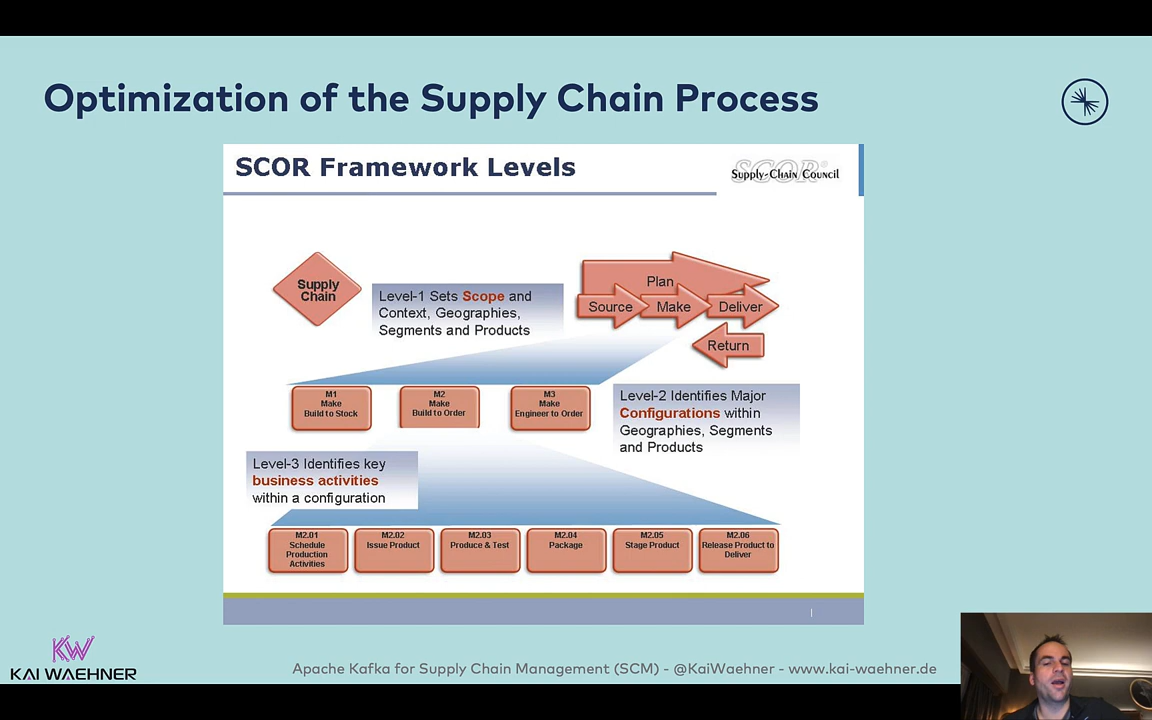 Optimization of the Supply Chain Process
SCOR Framework Levels
SCOR®
Supply-Chain Council
Supply
Chain
Level-1 Sets Scope and
Context, Geographies,
Segments and Products
Plan
Source
Make
Deliver
Return
M1
Make
Build to Stock
M2
Make
Build to Order
M3
Make
Engineer to Order
Level-2 Identifies Major
Configurations within
Geographies, Segments
and Products
Level-3 Identifies key
business activities
within a configuration
M2.01
Schedule
Production
Activities
M2.02
Issue Product
M2.03
Produce & Test
M2.04
Package
M2.05
Stage Product
M2.06
Release Product to
Deliver
KW
KAI WAEHNER
Apache Kafka for Supply Chain Management (SCM) - @KaiWaehner - www.kai-waehner.de